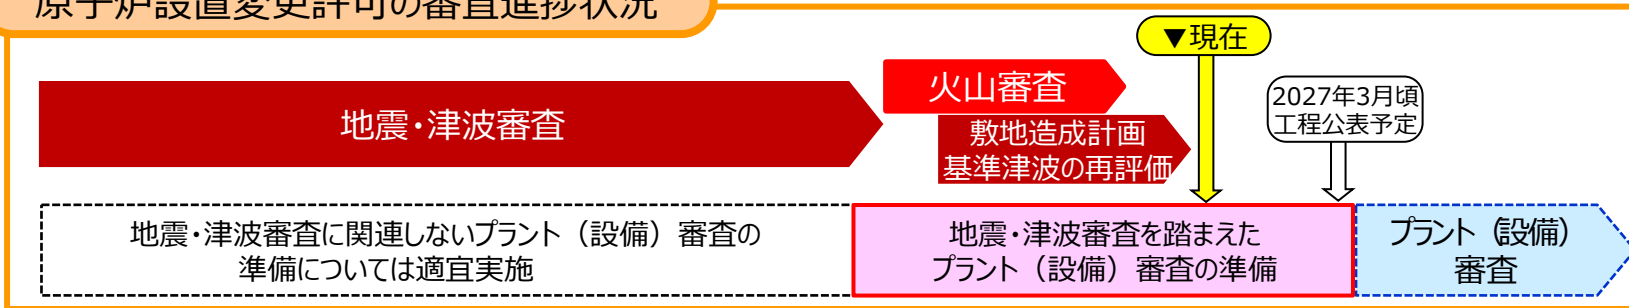 原子炉設置変更許可の審査進捗状況
▼現在
火山審査
2027年3月頃
工程公表予定
地震・津波審査
敷地造成計画
基準津波の再評価
地震・津波審査に関連しないプラント（設備）審査の
準備については適宜実施
地震・津波審査を踏まえた
プラント（設備）審査の準備
プラント（設備）
審査